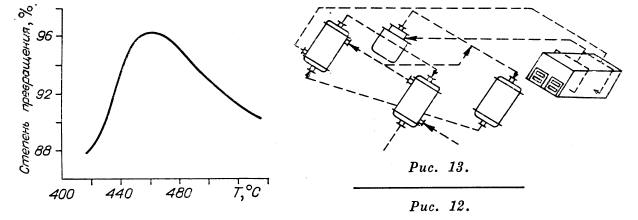 Степень превращения, %
96
92
88
400
440
480
T,°C
Рис. 13.
Рис. 12.